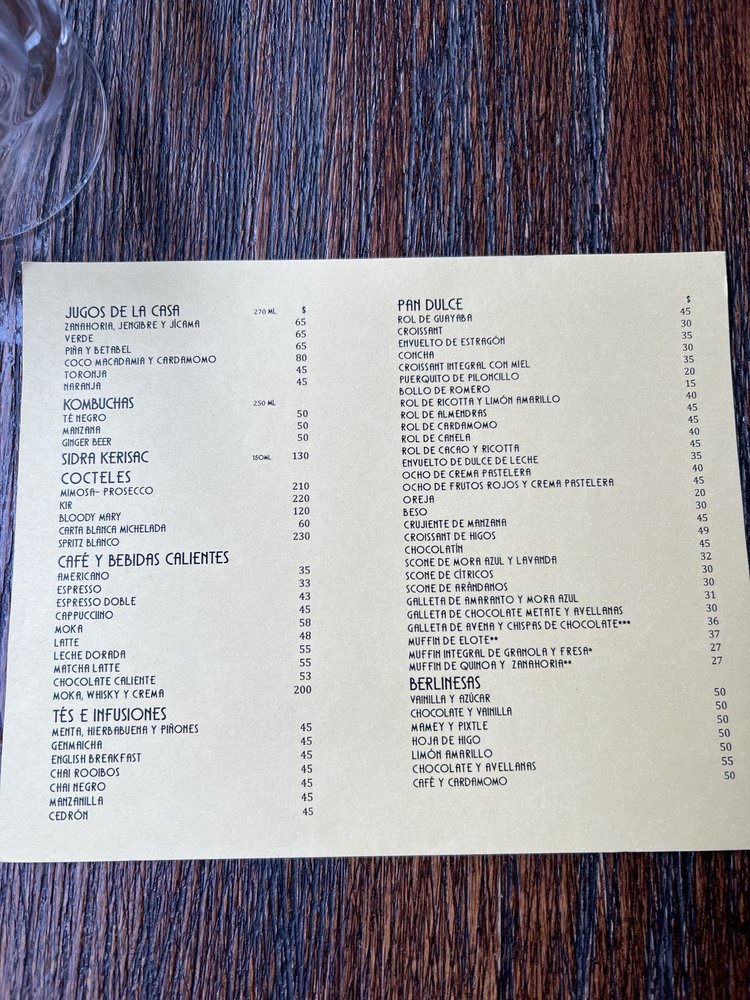 JUGOS DE LA CASA 270 ML $
ZANAHORIA, JENGIBRE Y JÍCAMA 65
VERDE 65
PIÑA Y BETABEL 65
COCO MACADAMIA Y CARDAMOMO 80
TORONJA 45
NARANJA 45
KOMBUCHAS 250 ML
TÉ NEGRO 50
MANZANA 50
GINGER BEER 50
SIDRA KERISAC 150ML 130
COCTELES
MIMOSA- PROSECCO 210
KIR 220
BLOODY MARY 120
CARTA BLANCA MICHELADA 60
SPRITZ BLANCO 230
CAFÉ Y BEBIDAS CALIENTES
AMERICANO 35
ESPRESSO 33
ESPRESSO DOBLE 43
CAPPUCCIINO 45
MOKA 58
LATTE 48
LECHE DORADA 55
MATCHA LATTE 55
CHOCOLATE CALIENTE 53
MOKA, WHISKY Y CREMA 200
TÉS E INFUSIONES
MENTA, HIERBABUENA Y PIÑONES 45
GENMAICHA 45
ENGLISH BREAKFAST 45
CHAI ROOIBOS 45
CHAI NEGRO 45
MANZANILLA 45
CEDRÓN 45
PAN DULCE $
ROL DE GUAYABA 45
CROISSANT 30
ENVUELTO DE ESTRAGÓN 35
CONCHA 30
CROISSANT INTEGRAL CON MIEL 35
PUERQUITO DE PILONCILLO 20
BOLLO DE ROMERO 15
ROL DE RICOTTA Y LIMÓN AMARILLO 40
ROL DE ALMENDRAS 45
ROL DE CARDAMOMO 40
ROL DE CANELA 40
ROL DE CACAO Y RICOTTA 45
ENVUELTO DE DULCE DE LECHE 35
OCHO DE CREMA PASTELERA 40
OCHO DE FRUTOS ROJOS Y CREMA PASTELERA 45
OREJA 20
BESO 30
CRUJIENTE DE MANZANA 45
CROISSANT DE HIGOS 49
CHOCOLATÍN 45
SCONE DE MORA AZUL Y LAVANDA 32
SCONE DE CÍTRICOS 30
SCONE DE ARÁNDANOS 30
GALLETA DE AMARANTO Y MORA AZUL 31
GALLETA DE CHOCOLATE METATE Y AVELLANAS 30
GALLETA DE AVENA Y CHISPAS DE CHOCOLATE*** 36
MUFFIN DE ELOTE** 37
MUFFIN INTEGRAL DE GRANOLA Y FRESA* 27
MUFFIN DE QUINOA Y ZANAHORIA** 27
BERLINESAS
VAINILLA Y AZÚCAR 50
CHOCOLATE Y VAINILLA 50
MAMEY Y PIXTLE 50
HOJA DE HIGO 50
LIMÓN AMARILLO 50
CHOCOLATE Y AVELLANAS 55
CAFÉ Y CARDAMOMO 50